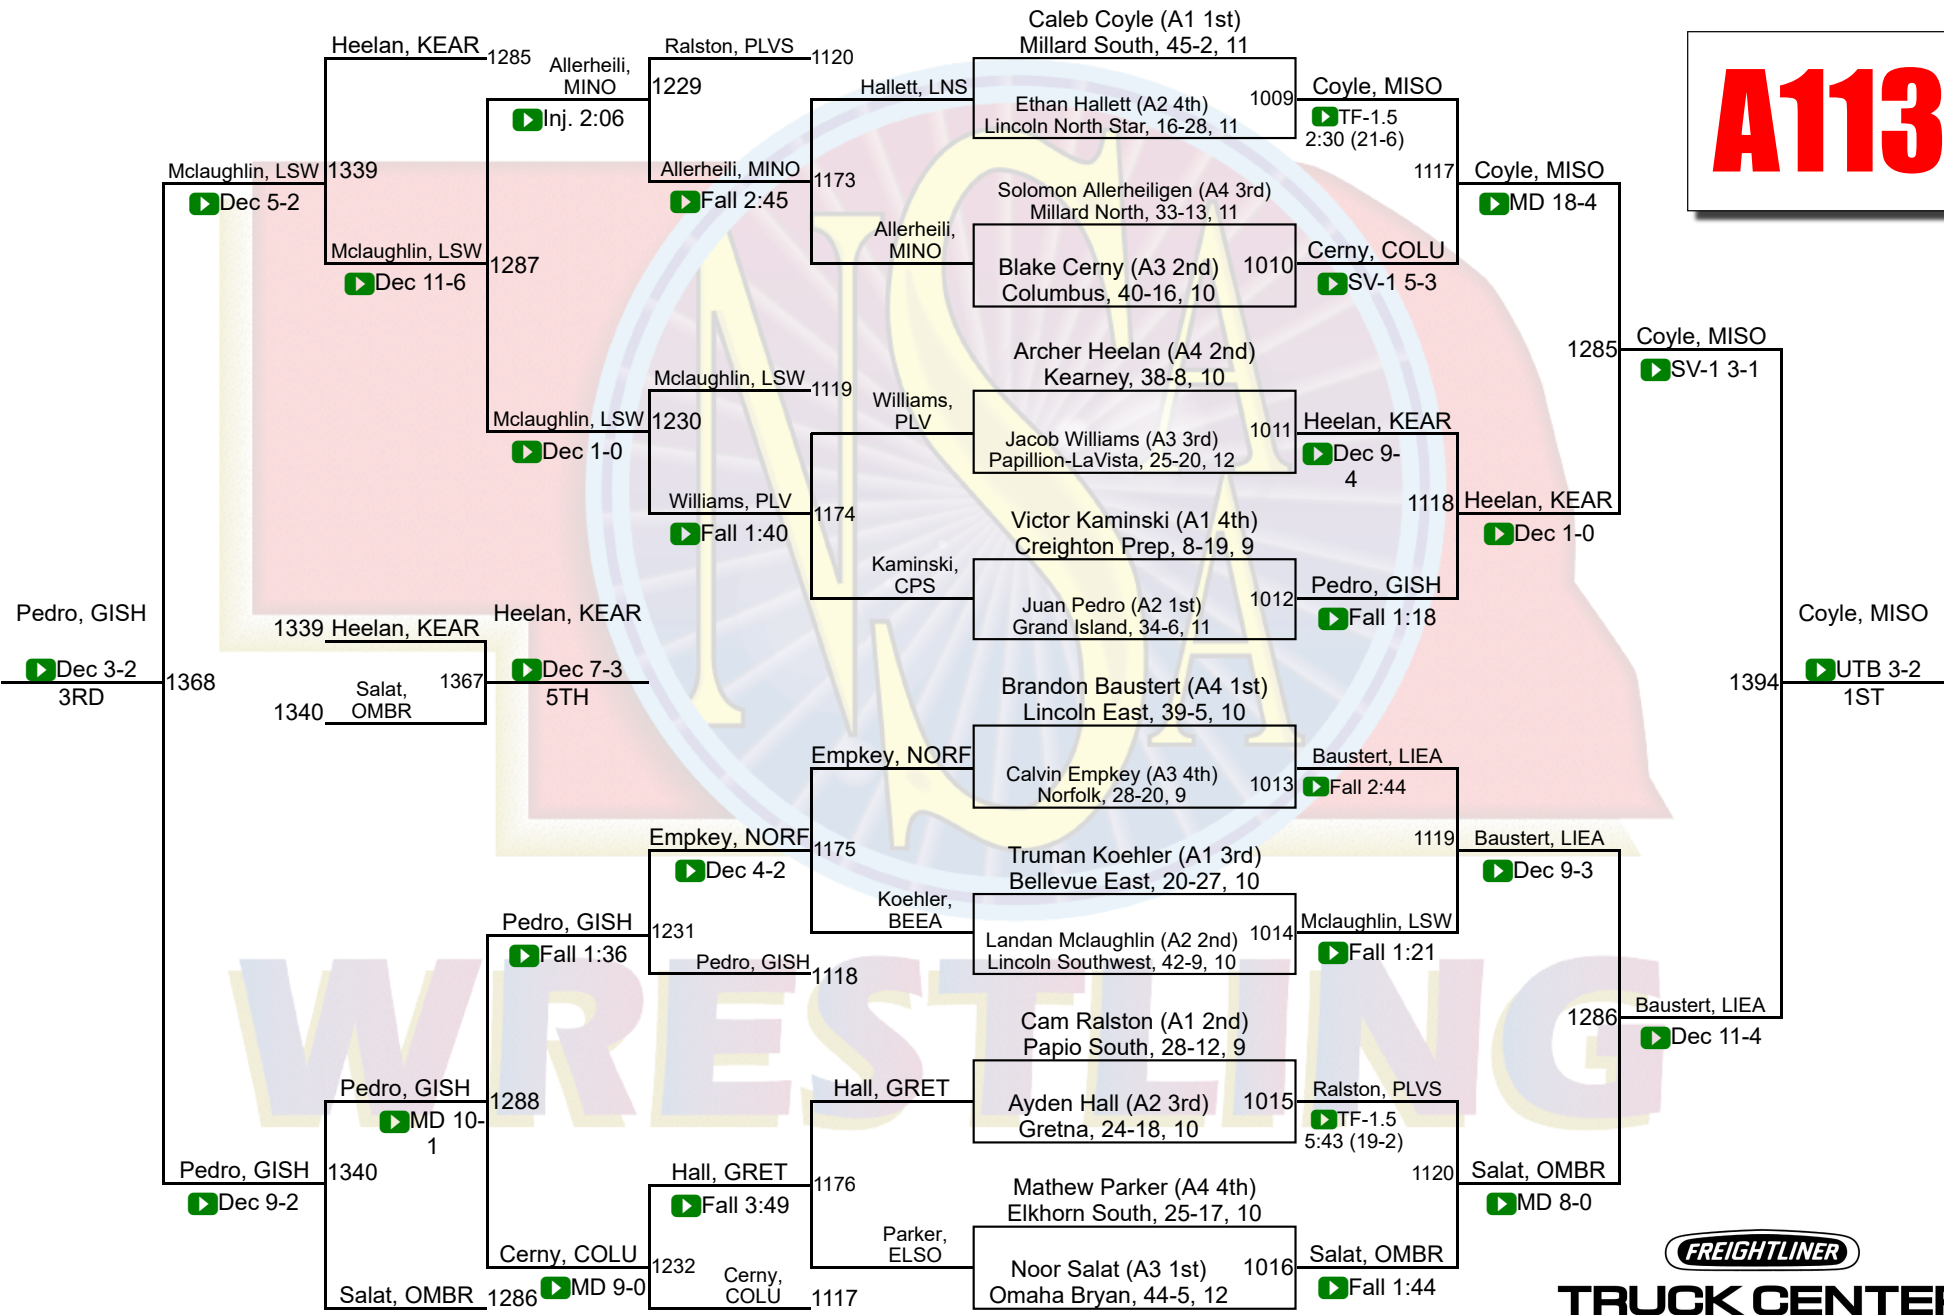 A113
Heelan, KEAR
1285
Mclaughlin, LSW
Dec 5-2
1339
Mclaughlin, LSW
Dec 11-6
Allerheili,
MINO
Inj. 2:06
1287
Mclaughlin, LSW
Dec 1-0
Ralston, PLVS
1120
1229
Allerheili, MINO
Fall 2:45
Mclaughlin, LSW
1119
1230
Williams, PLV
Fall 1:40
Hallett, LNS
1173
Allerheili,
MINO
Williams,
PLV
1174
Kaminski,
CPS
Caleb Coyle (A1 1st)
Millard South, 45-2, 11
Ethan Hallett (A2 4th)
Lincoln North Star, 16-28, 11
1009
Coyle, MISO
TF-1.5
2:30 (21-6)
Solomon Allerheiligen (A4 3rd)
Millard North, 33-13, 11
Blake Cerny (A3 2nd)
Columbus, 40-16, 10
1010
Cerny, COLU
SV-1 5-3
1117
Coyle, MISO
MD 18-4
Archer Heelan (A4 2nd)
Kearney, 38-8, 10
Jacob Williams (A3 3rd)
Papillion-LaVista, 25-20, 12
1011
Heelan, KEAR
Dec 9-
4
Victor Kaminski (A1 4th)
Creighton Prep, 8-19, 9
Juan Pedro (A2 1st)
Grand Island, 34-6, 11
1012
Pedro, GISH
Fall 1:18
1118
Heelan, KEAR
Dec 1-0
1285
Coyle, MISO
SV-1 3-1
Pedro, GISH
Dec 3-2
3RD
1368
1339
Heelan, KEAR
1340
Salat,
OMBR
1367
Heelan, KEAR
Dec 7-3
5TH
1394
Coyle, MISO
UTB 3-2
1ST
NSAA
WRESTLING
Brandon Baustert (A4 1st)
Lincoln East, 39-5, 10
Calvin Empkey (A3 4th)
Norfolk, 28-20, 9
1013
Baustert, LIEA
Fall 2:44
Truman Koehler (A1 3rd)
Bellevue East, 20-27, 10
Landan Mclaughlin (A2 2nd)
Lincoln Southwest, 42-9, 10
1014
Mclaughlin, LSW
Fall 1:21
1119
Baustert, LIEA
Dec 9-3
Cam Ralston (A1 2nd)
Papio South, 28-12, 9
Ayden Hall (A2 3rd)
Gretna, 24-18, 10
1015
Ralston, PLVS
TF-1.5
5:43 (19-2)
Mathew Parker (A4 4th)
Elkhorn South, 25-17, 10
Noor Salat (A3 1st)
Omaha Bryan, 44-5, 12
1016
Salat, OMBR
Fall 1:44
1120
Salat, OMBR
MD 8-0
1286
Baustert, LIEA
Dec 11-4
Empkey, NORF
1175
Koehler,
BEEA
Empkey, NORF
Dec 4-2
1231
Pedro, GISH
1118
Pedro, GISH
Fall 1:36
Hall, GRET
1176
Parker,
ELSO
Hall, GRET
Fall 3:49
1232
Cerny,
COLU
1117
Cerny, COLU
MD 9-0
1288
Pedro, GISH
MD 10-
1
1340
Salat, OMBR
1286
Pedro, GISH
Dec 9-2
FREIGHTLINER
TRUCK CENTER